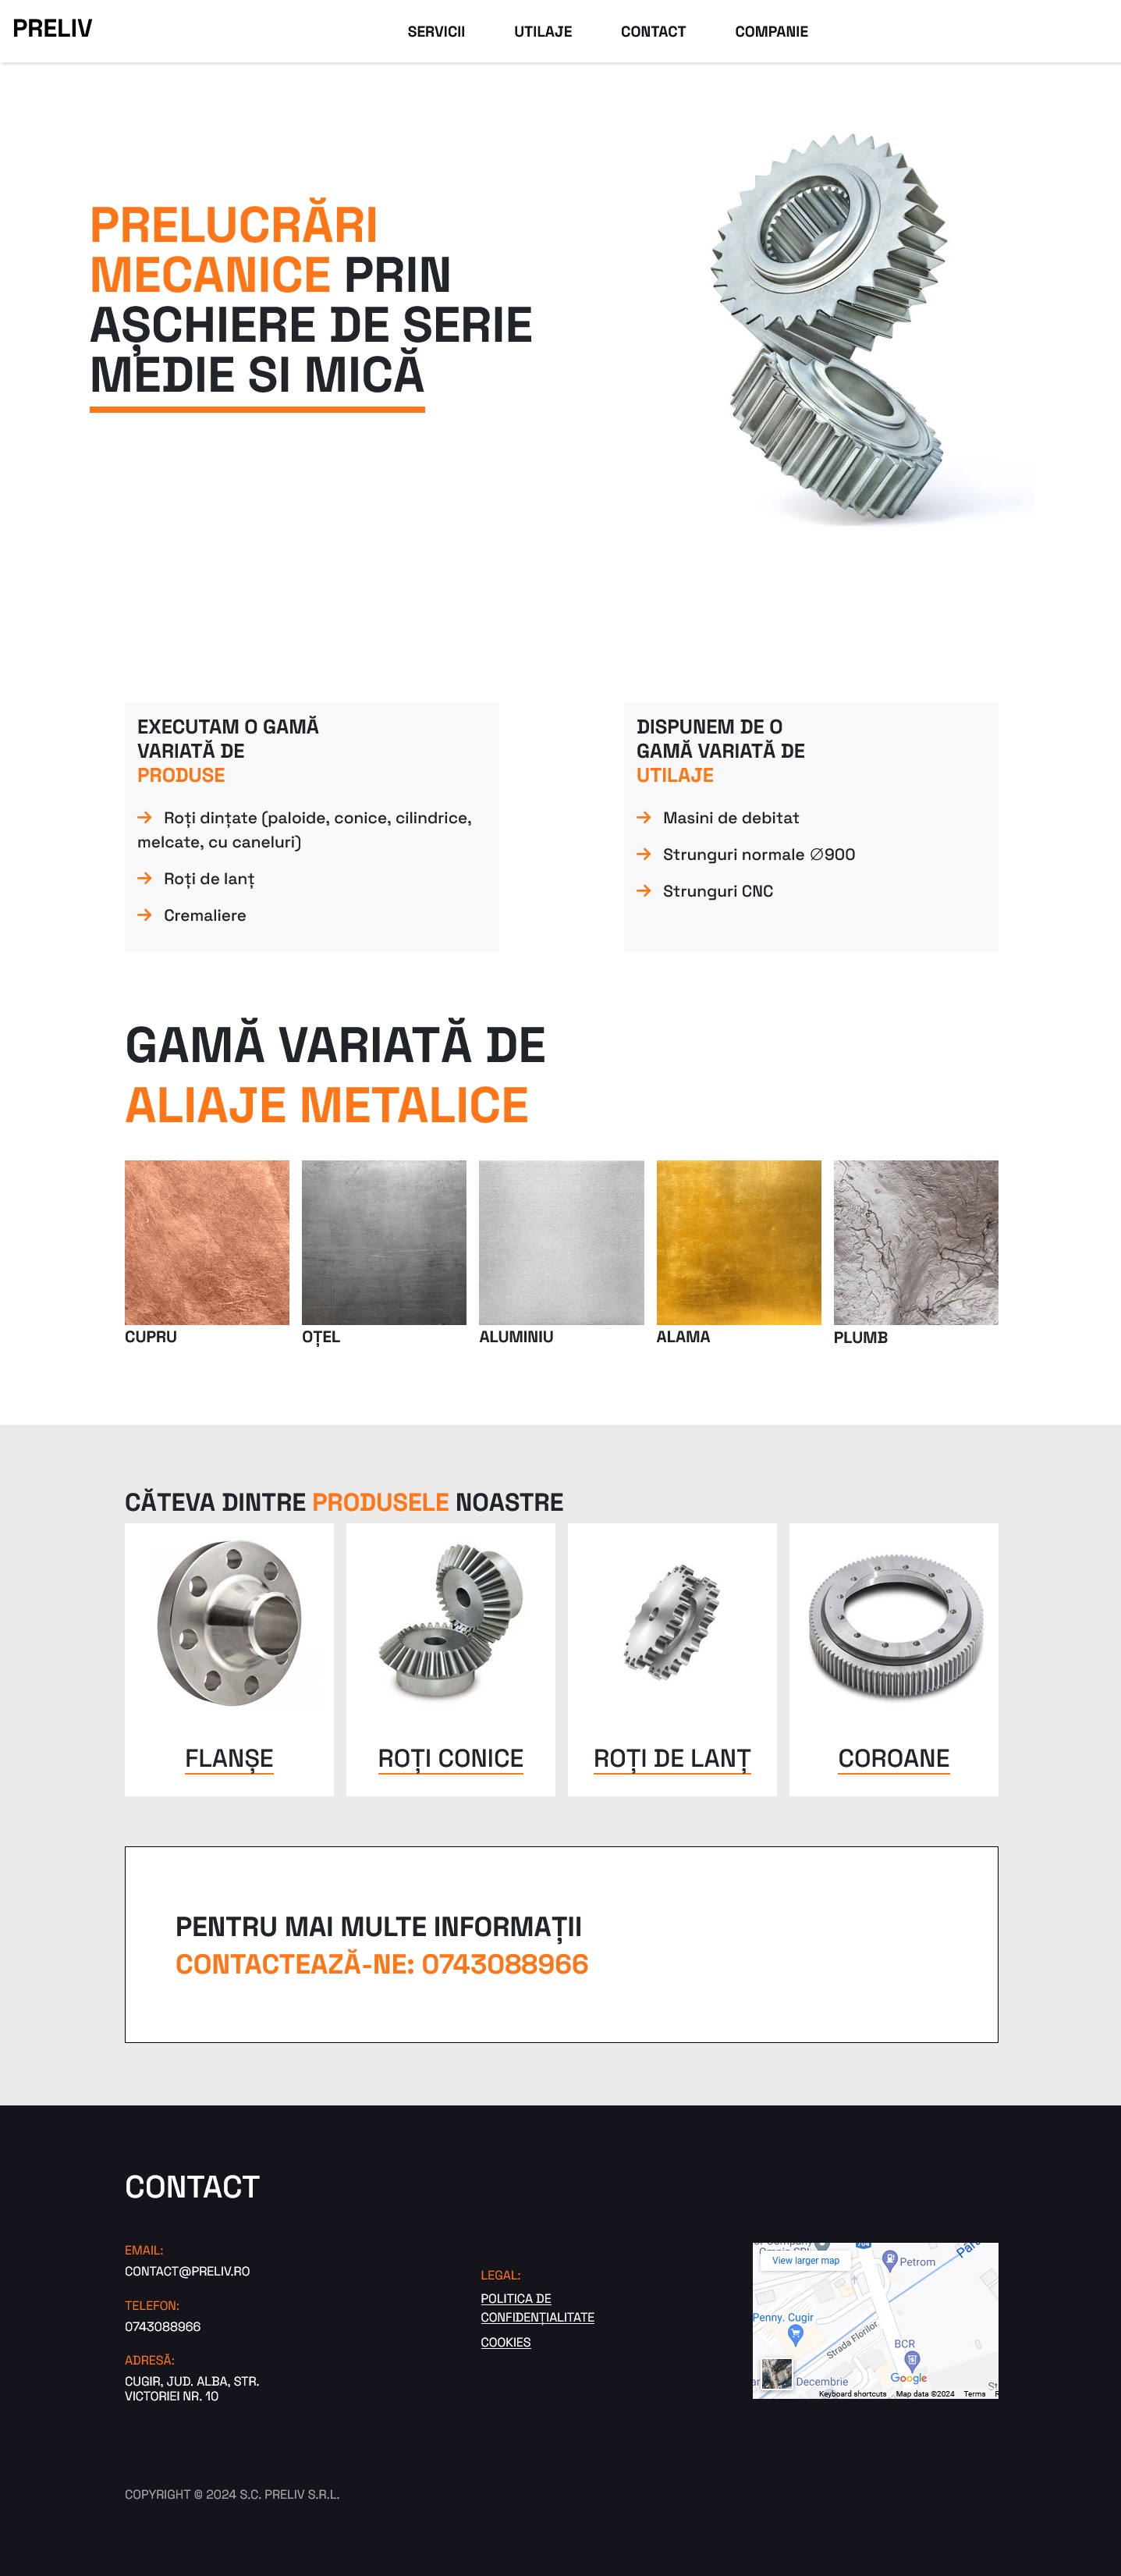 PRELIV
SERVICII
UTILAJE
CONTACT
COMPANIE
PRELUCRĂRI
MECANICE PRIN
AȘCHIERE DE SERIE
MEDIE SI MICĂ
EXECUTAM O GAMĂ
VARIATĂ DE
PRODUSE
→ Roți dințate (paloide, conice, cilindrice,
melcate, cu caneluri)
→ Roți de lanț
→ Cremaliere
DISPUNEM DE O
GAMĂ VARIATĂ DE
UTILAJE
→ Masini de debitat
→ Strunguri normale ∅900
→ Strunguri CNC
GAMĂ VARIATĂ DE
ALIAJE METALICE
CUPRU
OȚEL
ALUMINIU
ALAMA
PLUMB
CĂTEVA DINTRE PRODUSELE NOASTRE
FLANȘE
ROȚI CONICE
ROȚI DE LANȚ
COROANE
PENTRU MAI MULTE INFORMAȚII
CONTACTEAZĂ-NE: 0743088966
CONTACT
EMAIL:
CONTACT@PRELIV.RO
TELEFON:
0743088966
ADRESĂ:
CUGIR, JUD. ALBA, STR.
VICTORIEI NR. 10
LEGAL:
POLITICA DE
CONFIDENȚIALITATE
COOKIES
View larger map
Petrom
Penny. Cugir
Strada Florilor
BCR
Decembrie
Google
Keyboard shortcuts
Map data ©2024
Terms
COPYRIGHT © 2024 S.C. PRELIV S.R.L.